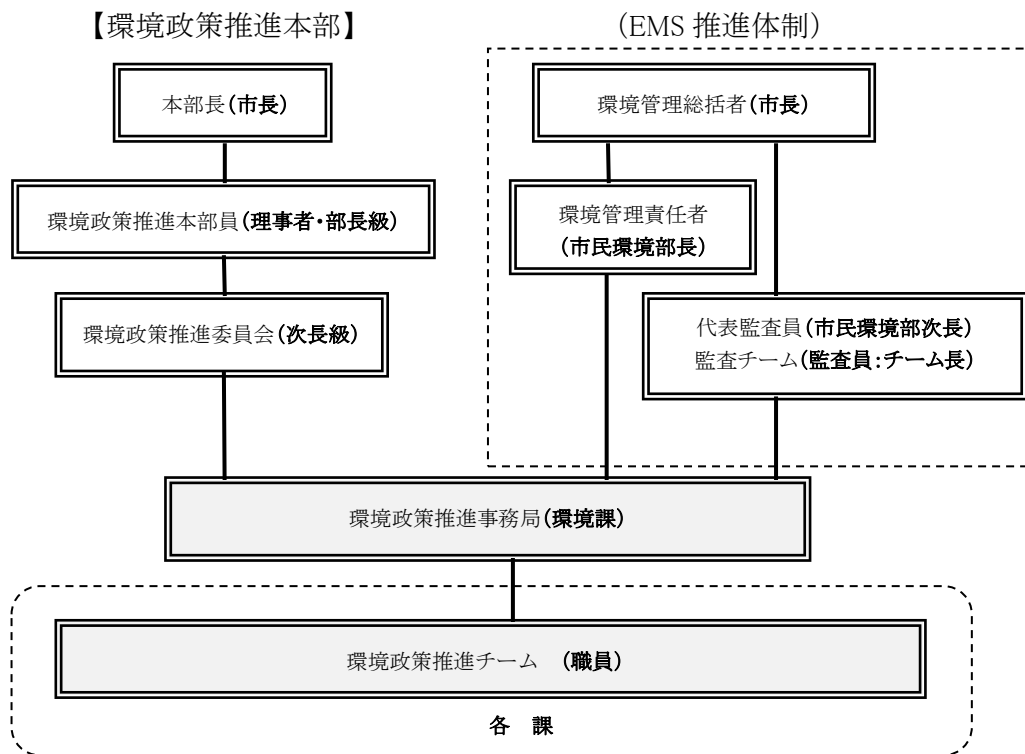 【環境政策推進本部】
(EMS 推進体制)
本部長(市長)
環境政策推進本部員(理事者・部長級)
環境政策推進委員会(次長級)
環境管理総括者(市長)
環境管理責任者
(市民環境部長)
代表監査員(市民環境部次長)
監査チーム(監査員:チーム長)
環境政策推進事務局(環境課)
環境政策推進チーム (職員)
各 課